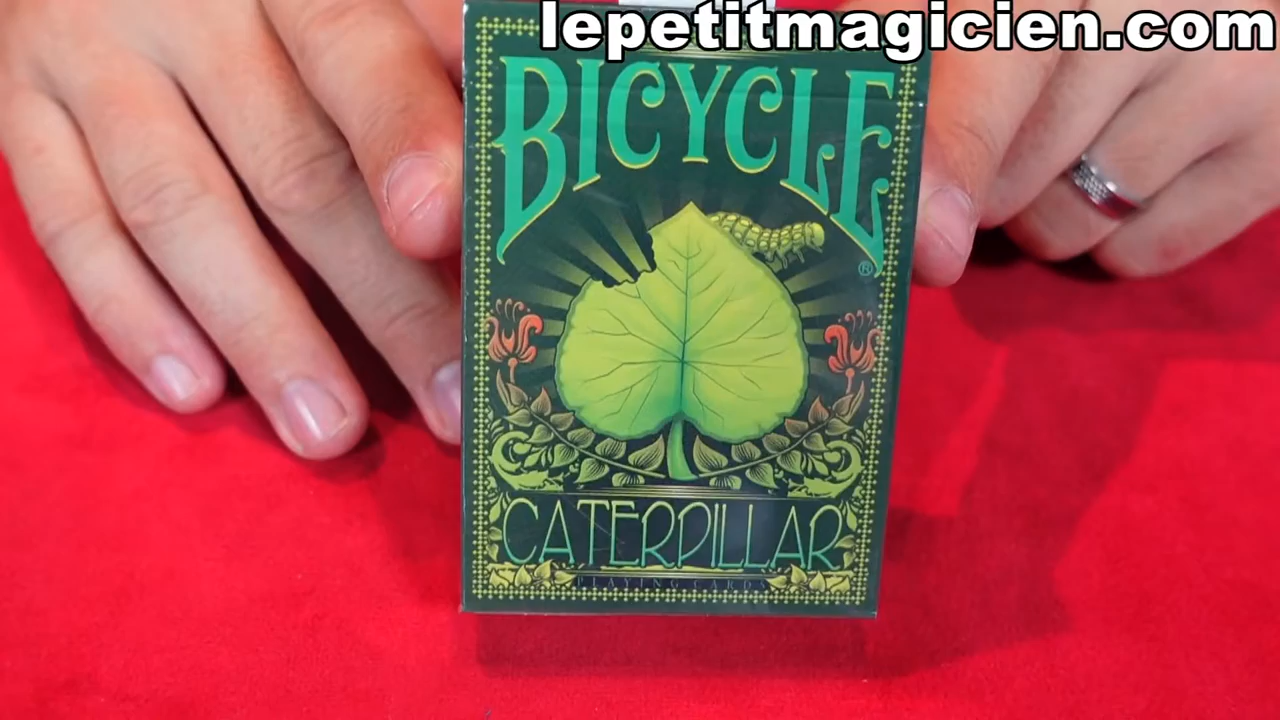 lepetitmagicien.com
BICYCLE
®
CATERPILLAR
PLAYING CARDS